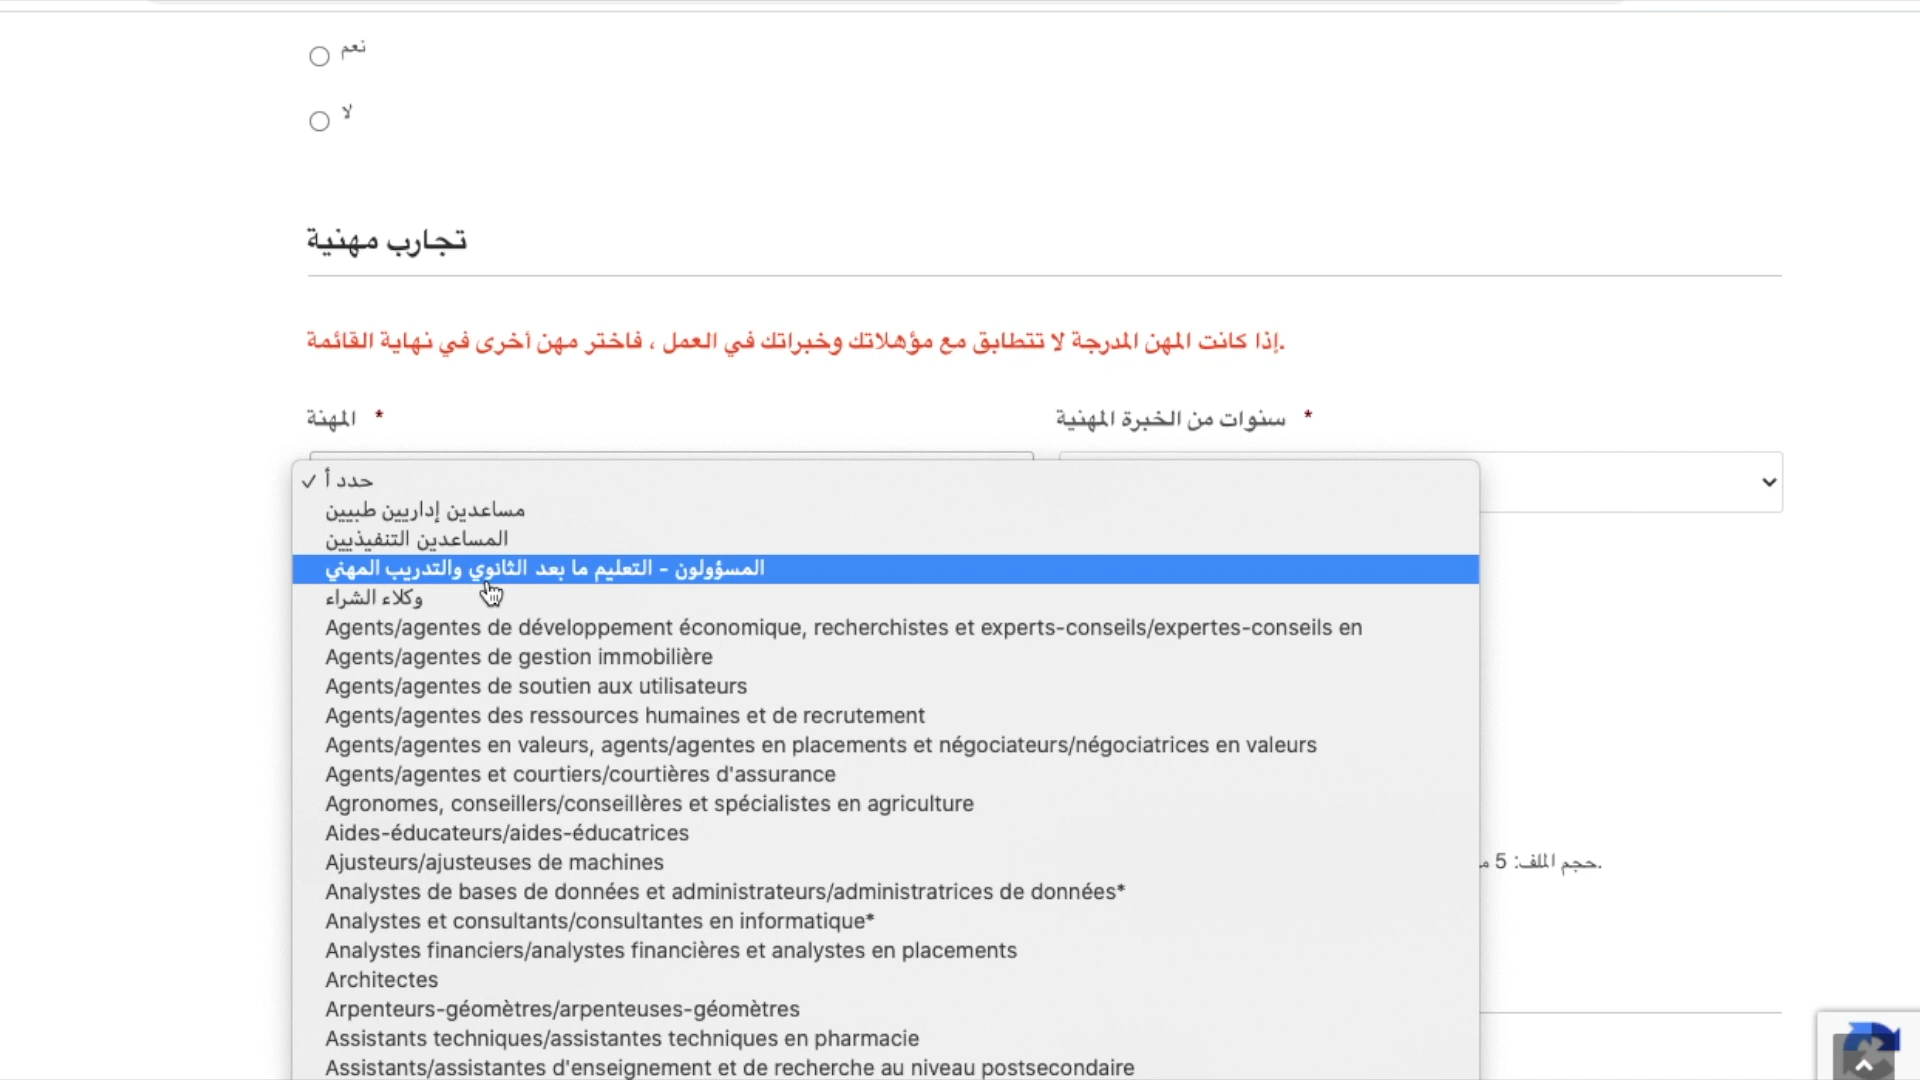 نعم
لا
تجارب مهنية
.إذا كانت المهن المدرجة لا تتطابق مع مؤهلاتك وخبراتك في العمل ، فاختر مهن أخرى في نهاية القائمة
المهنة *
سنوات من الخبرة المهنية *
✓ حدد أ
مساعدين إداريين طبيين
المساعدين التنفيذيين
المسؤولون - التعليم ما بعد الثانوي والتدريب المهني
وكلاء الشراء
Agents/agentes de développement économique, recherchistes et experts-conseils/expertes-conseils en
Agents/agentes de gestion immobilière
Agents/agentes de soutien aux utilisateurs
Agents/agentes des ressources humaines et de recrutement
Agents/agentes en valeurs, agents/agentes en placements et négociateurs/négociatrices en valeurs
Agents/agentes et courtiers/courtières d'assurance
Agronomes, conseillers/conseillères et spécialistes en agriculture
Aides-éducateurs/aides-éducatrices
Ajusteurs/ajusteuses de machines
.حجم الملف: 5
Analystes de bases de données et administrateurs/administratrices de données*
Analystes et consultants/consultantes en informatique*
Analystes financiers/analystes financières et analystes en placements
Architectes
Arpenteurs-géomètres/arpenteuses-géomètres
Assistants techniques/assistantes techniques en pharmacie
Assistants/assistantes d'enseignement et de recherche au niveau postsecondaire